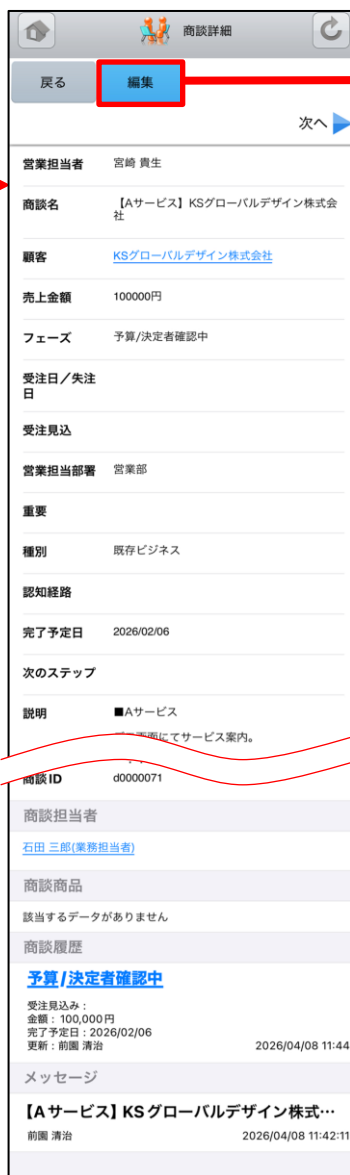 商談詳細
戻る
編集
次へ
営業担当者 宮崎 貴生
商談名 【Aサービス】KSグローバルデザイン株式会
社
顧客 KSグローバルデザイン株式会社
売上金額 100000円
フェーズ 予算/決定者確認中
受注日／失注
日
受注見込
営業担当部署 営業部
重要
種別 既存ビジネス
認知経路
完了予定日 2026/02/06
次のステップ
説明 ■Aサービス
画面にてサービス案内。
商談ID d0000071
商談担当者
石田 三郎(業務担当者)
商談商品
該当するデータがありません
商談履歴
予算/決定者確認中
受注見込み：
金額：100,000円
完了予定日：2026/02/06
更新：前園 清治 2026/04/08 11:44
メッセージ
【Aサービス】KSグローバルデザイン株式…
前園 清治 2026/04/08 11:42:11